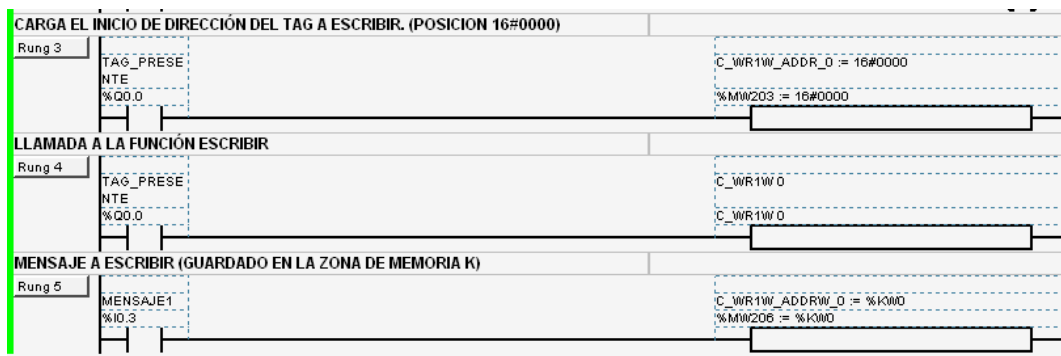 CARGA EL INICIO DE DIRECCIÓN DEL TAG A ESCRIBIR. (POSICION 16#0000)
Rung 3
TAG_PRESE
NTE
%Q0.0
C_WR1W_ADDR_0 := 16#0000
%MW203 := 16#0000
LLAMADA A LA FUNCIÓN ESCRIBIR
Rung 4
TAG_PRESE
NTE
%Q0.0
C_WR1W 0
C_WR1W 0
MENSAJE A ESCRIBIR (GUARDADO EN LA ZONA DE MEMORIA K)
Rung 5
MENSAJE1
%I0.3
C_WR1W_ADDRW_0 := %KW0
%MW206 := %KW0